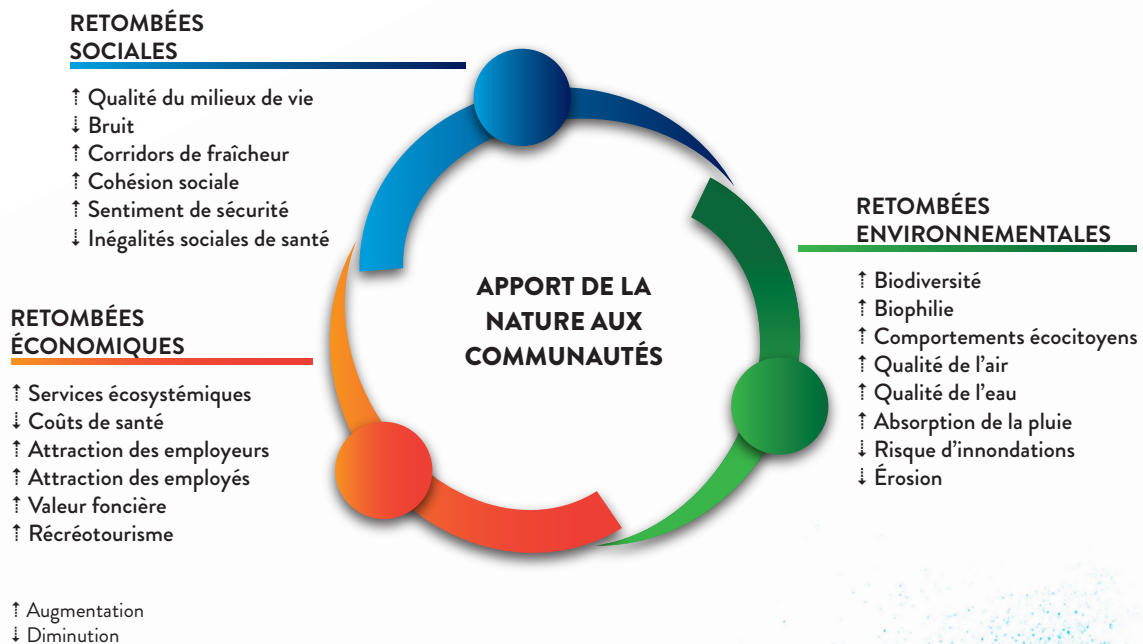 RETOMBÉES
SOCIALES
↑ Qualité du milieux de vie
↓ Bruit
↑ Corridors de fraîcheur
↑ Cohésion sociale
↑ Sentiment de sécurité
↓ Inégalités sociales de santé
RETOMBÉES
ENVIRONNEMENTALES
↑ Biodiversité
↑ Biophilie
↑ Comportements écocitoyens
↑ Qualité de l'air
↑ Qualité de l'eau
↑ Absorption de la pluie
↓ Risque d'innondations
↓ Érosion
APPORT DE LA
NATURE AUX
COMMUNAUTÉS
RETOMBÉES
ÉCONOMIQUES
↑ Services écosystémiques
↓ Coûts de santé
↑ Attraction des employeurs
↑ Attraction des employés
↑ Valeur foncière
↑ Récréotourisme
↑ Augmentation
↓ Diminution